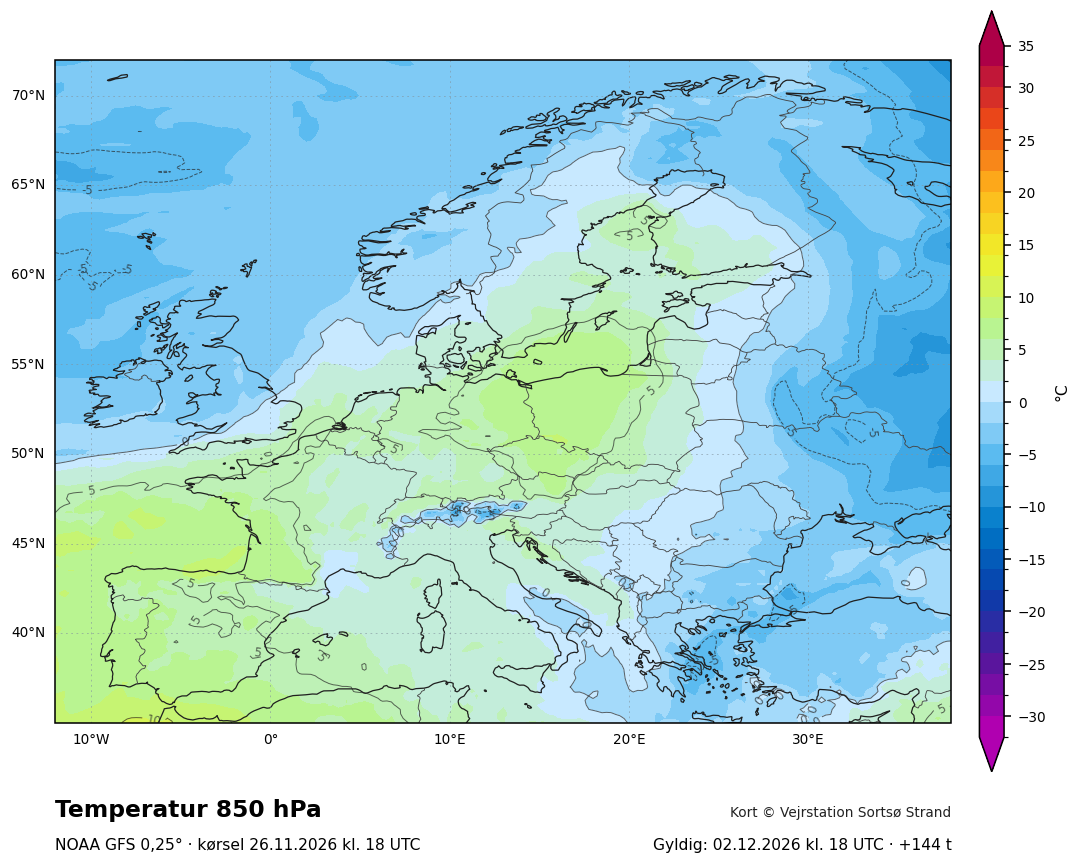 70°N
65°N
60°N
55°N
50°N
45°N
40°N
10°W
0°
10°E
20°E
30°E
35
30
25
20
15
10
5
0
−5
−10
−15
−20
−25
−30
°C
Temperatur 850 hPa
Kort © Vejrstation Sortsø Strand
NOAA GFS 0,25° · kørsel 26.11.2026 kl. 18 UTC
Gyldig: 02.12.2026 kl. 18 UTC · +144 t